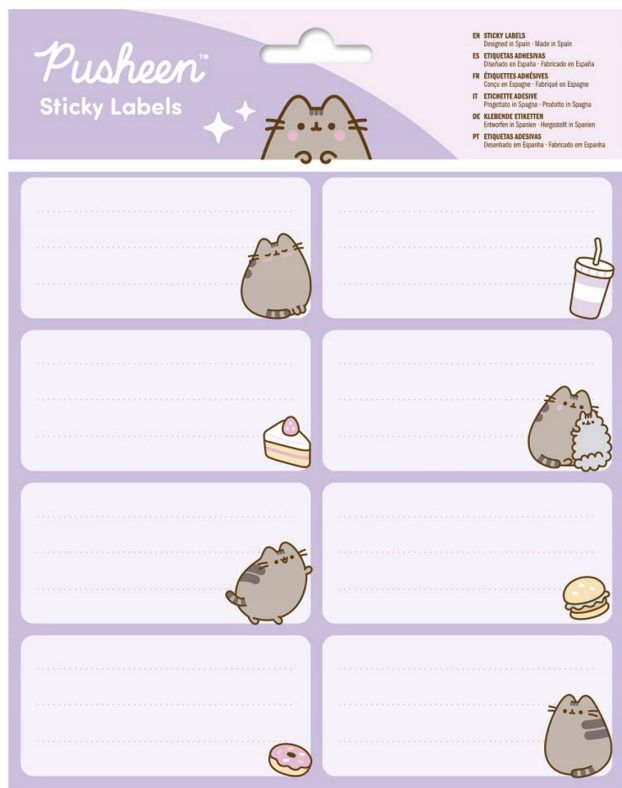 Pusheen™
Sticky Labels
EN STICKY LABELS
Designed in Spain · Made in Spain
ES ETIQUETAS ADHESIVAS
Diseñado en España · Fabricado en España
FR ÉTIQUETTES ADHÉSIVES
Conçu en Espagne · Fabriqué en Espagne
IT ETICHETTE ADESIVE
Progettato in Spagna · Prodotto in Spagna
DE KLEBENDE ETIKETTEN
Entworfen in Spanien · Hergestellt in Spanien
PT ETIQUETAS ADESIVAS
Desenhado em Espanha · Fabricado em Espanha